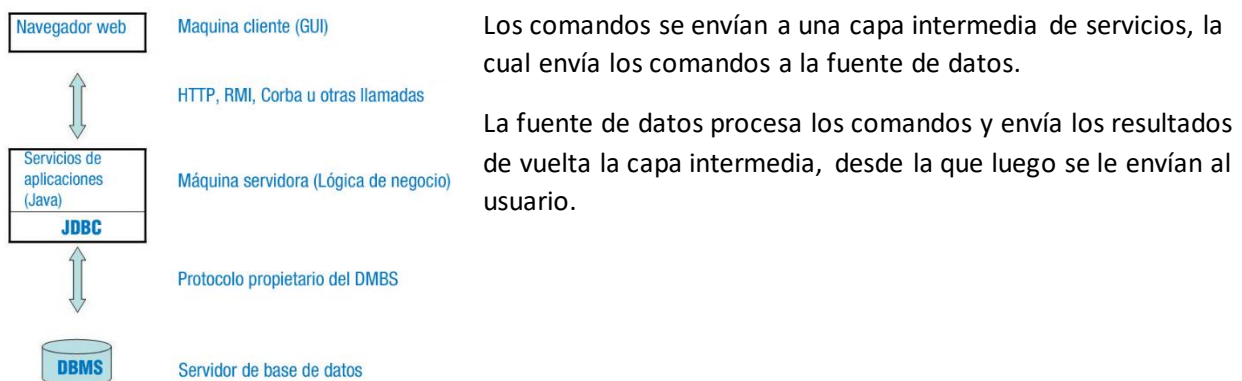 Navegador web
Maquina cliente (GUI)
HTTP, RMI, Corba u otras llamadas
Servicios de
aplicaciones
(Java)
JDBC
Máquina servidora (Lógica de negocio)
Protocolo propietario del DMBS
DBMS
Servidor de base de datos
Los comandos se envían a una capa intermedia de servicios, la
cual envía los comandos a la fuente de datos.
La fuente de datos procesa los comandos y envía los resultados
de vuelta la capa intermedia, desde la que luego se le envían al
usuario.